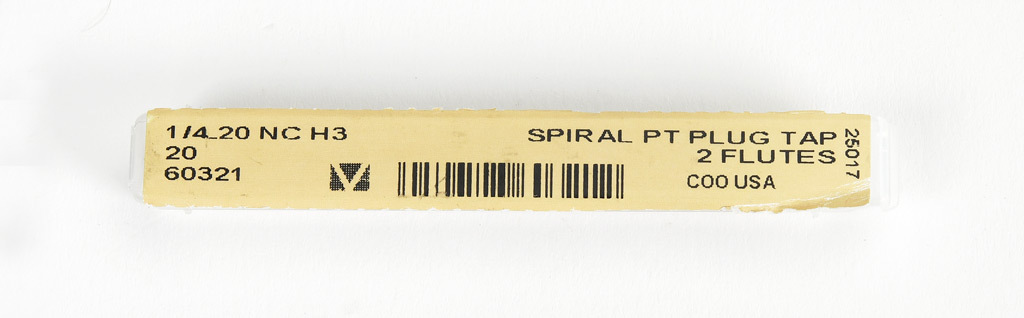 1/4-20 NC H3
20
60321
SPIRAL PT PLUG TAP
2 FLUTES
COO USA
25017